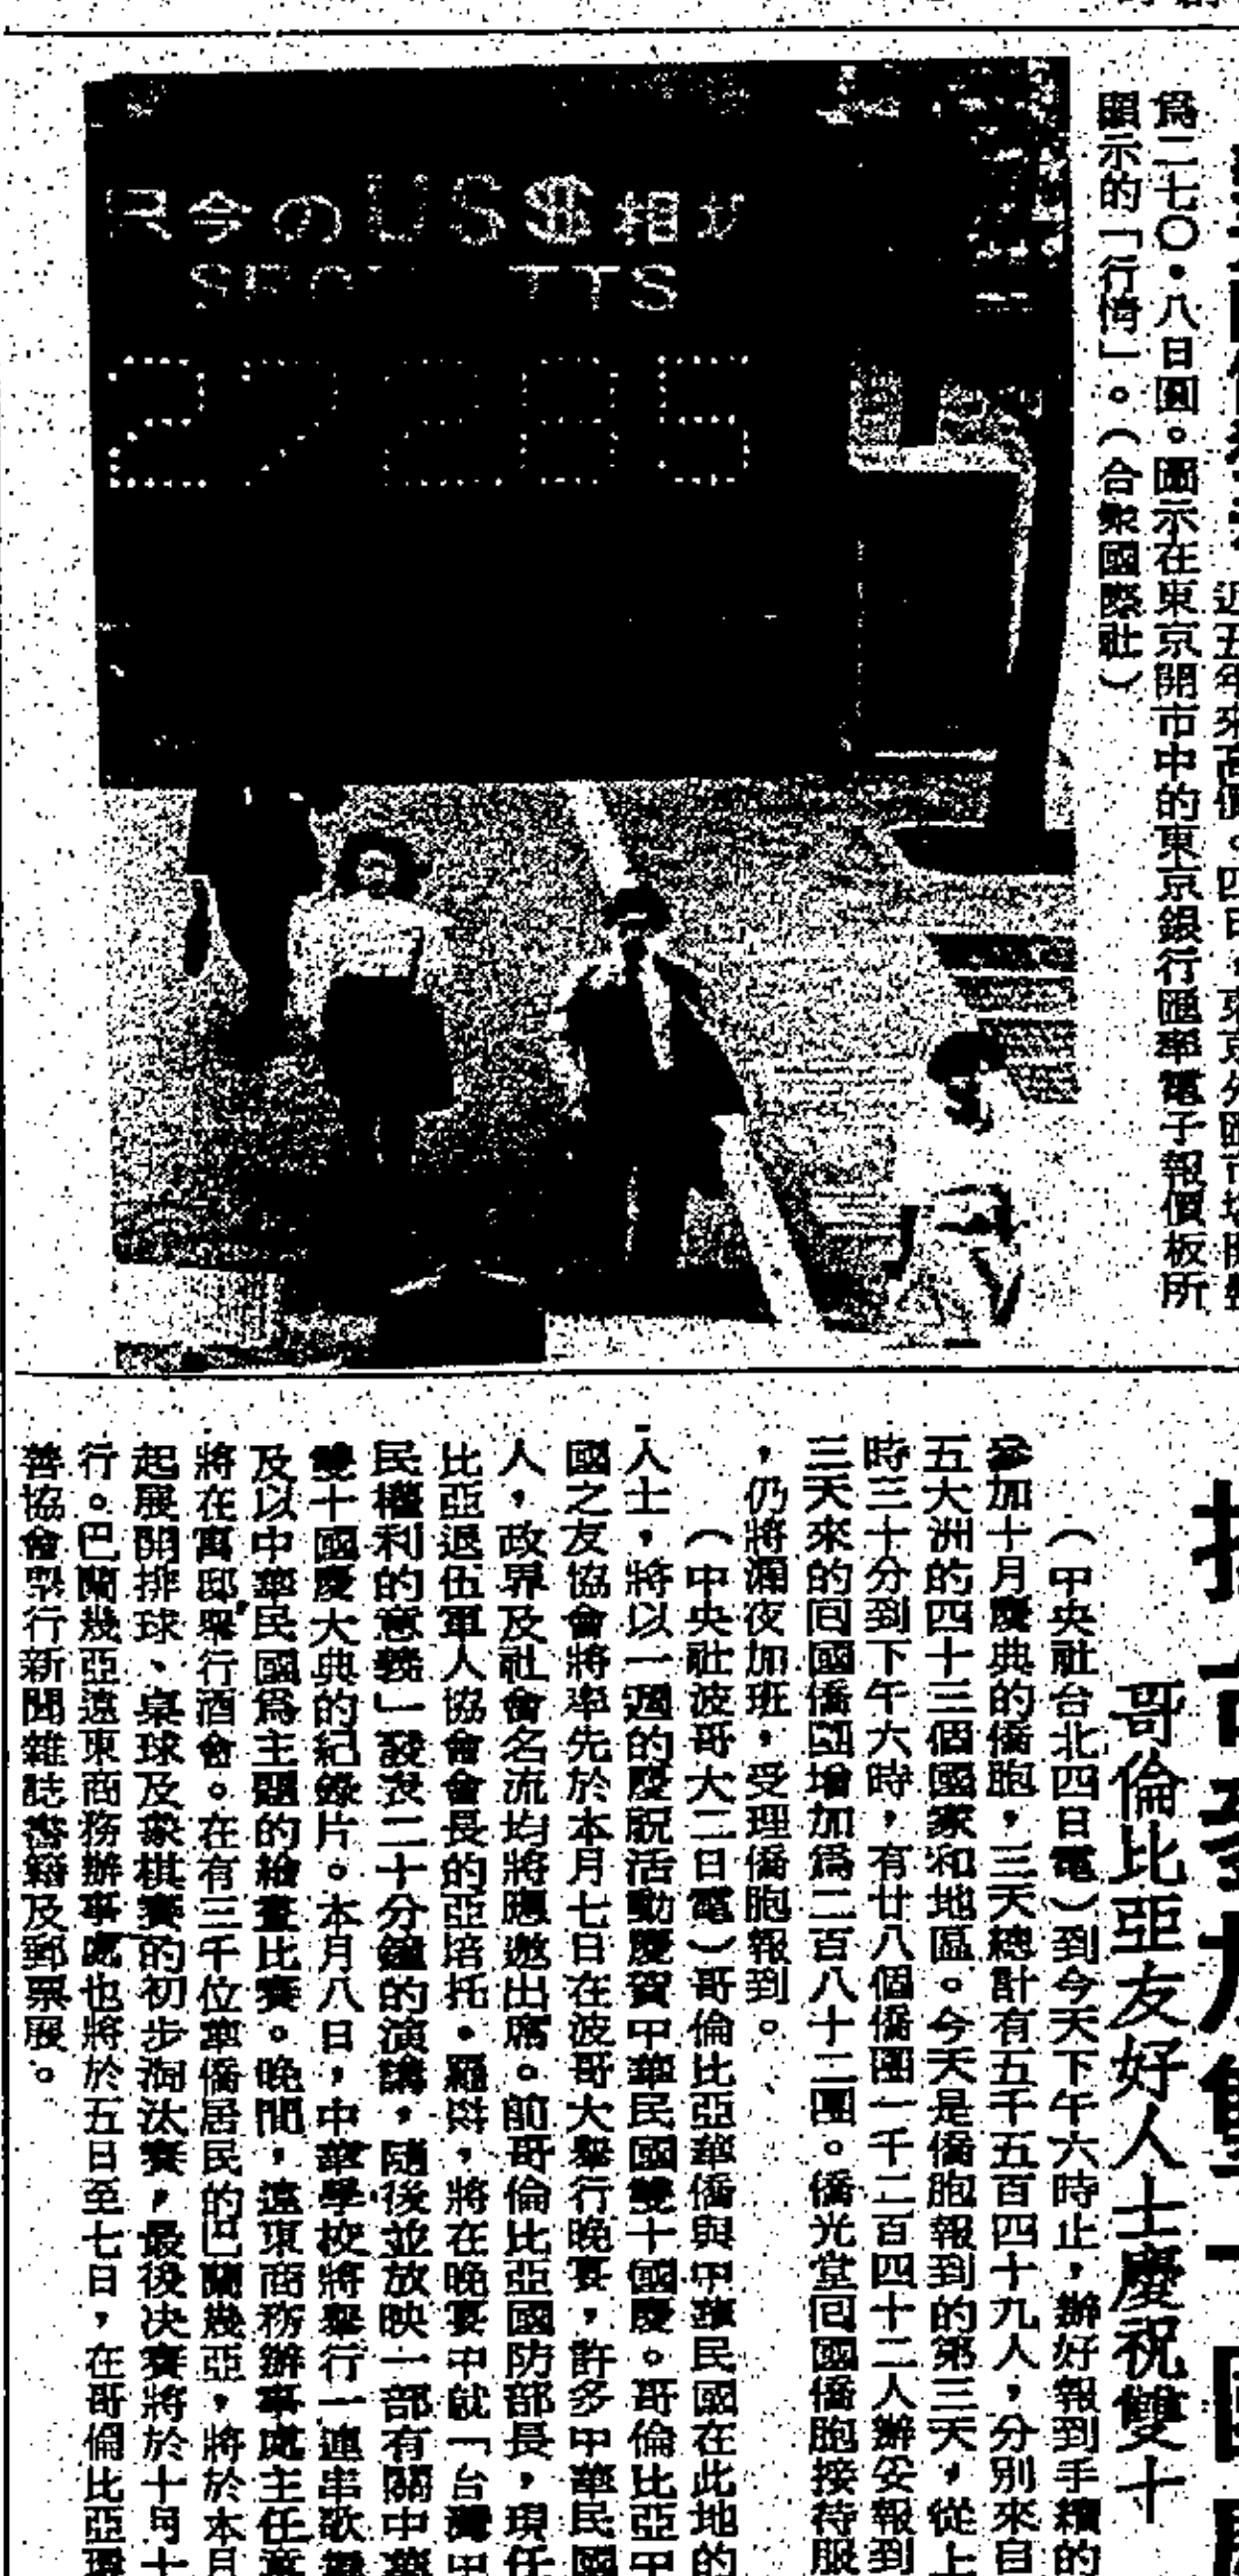 爲二七〇·八日圓。圖示在東京開市中的東京銀行匯率電子報價板所
顯示的「行情」。（合衆國際社）
只今のUS$相
TTS
哥倫比亞友好人士慶祝雙十
（中央社台北四日電）到今天下午六時止，辦好報到手續的
參加十月慶典的僑胞，三天總計有五千五百四十九人，分別來自
五大洲的四十三個國家和地區。今天是僑胞報到的第三天，從上
時三十分到下午六時，有廿八個僑團一千二百四十二人辦妥報到
三天來的回國僑團增加爲二百八十二團。僑光堂回國僑胞接待服
，仍將漏夜加班，受理僑胞報到。
（中央社波哥大二日電）哥倫比亞華僑與中華民國在此地的
人士，將以一週的慶祝活動慶賀中華民國雙十國慶。哥倫比亞中
國之友協會將率先於本月七日在波哥大舉行晚宴，許多中華民國
人，政界及社會名流均將應邀出席。前哥倫比亞國防部長，現任
比亞退伍軍人協會會長的亞培托·羅，將在晚宴中就「台灣
民權利的意義」發表二十分鐘的演講，隨後並放映一部有關中華
雙十國慶大典的紀錄片。本月八日，中華學校將舉行一連串歌
及以中華民國爲主題的繪畫比賽。晚間，遠東商務辦事處主任
將在寓邸舉行酒會。在有三千位華僑居民的巴蘭幾亞，將於本月
起展開排球、桌球及象棋賽的初步淘汰賽，最後決賽將於十月十
行。巴蘭幾亞遠東商務辦事處也將於五日至七日，在哥倫比亞
善協會舉行新聞雜誌書籍及郵票展。